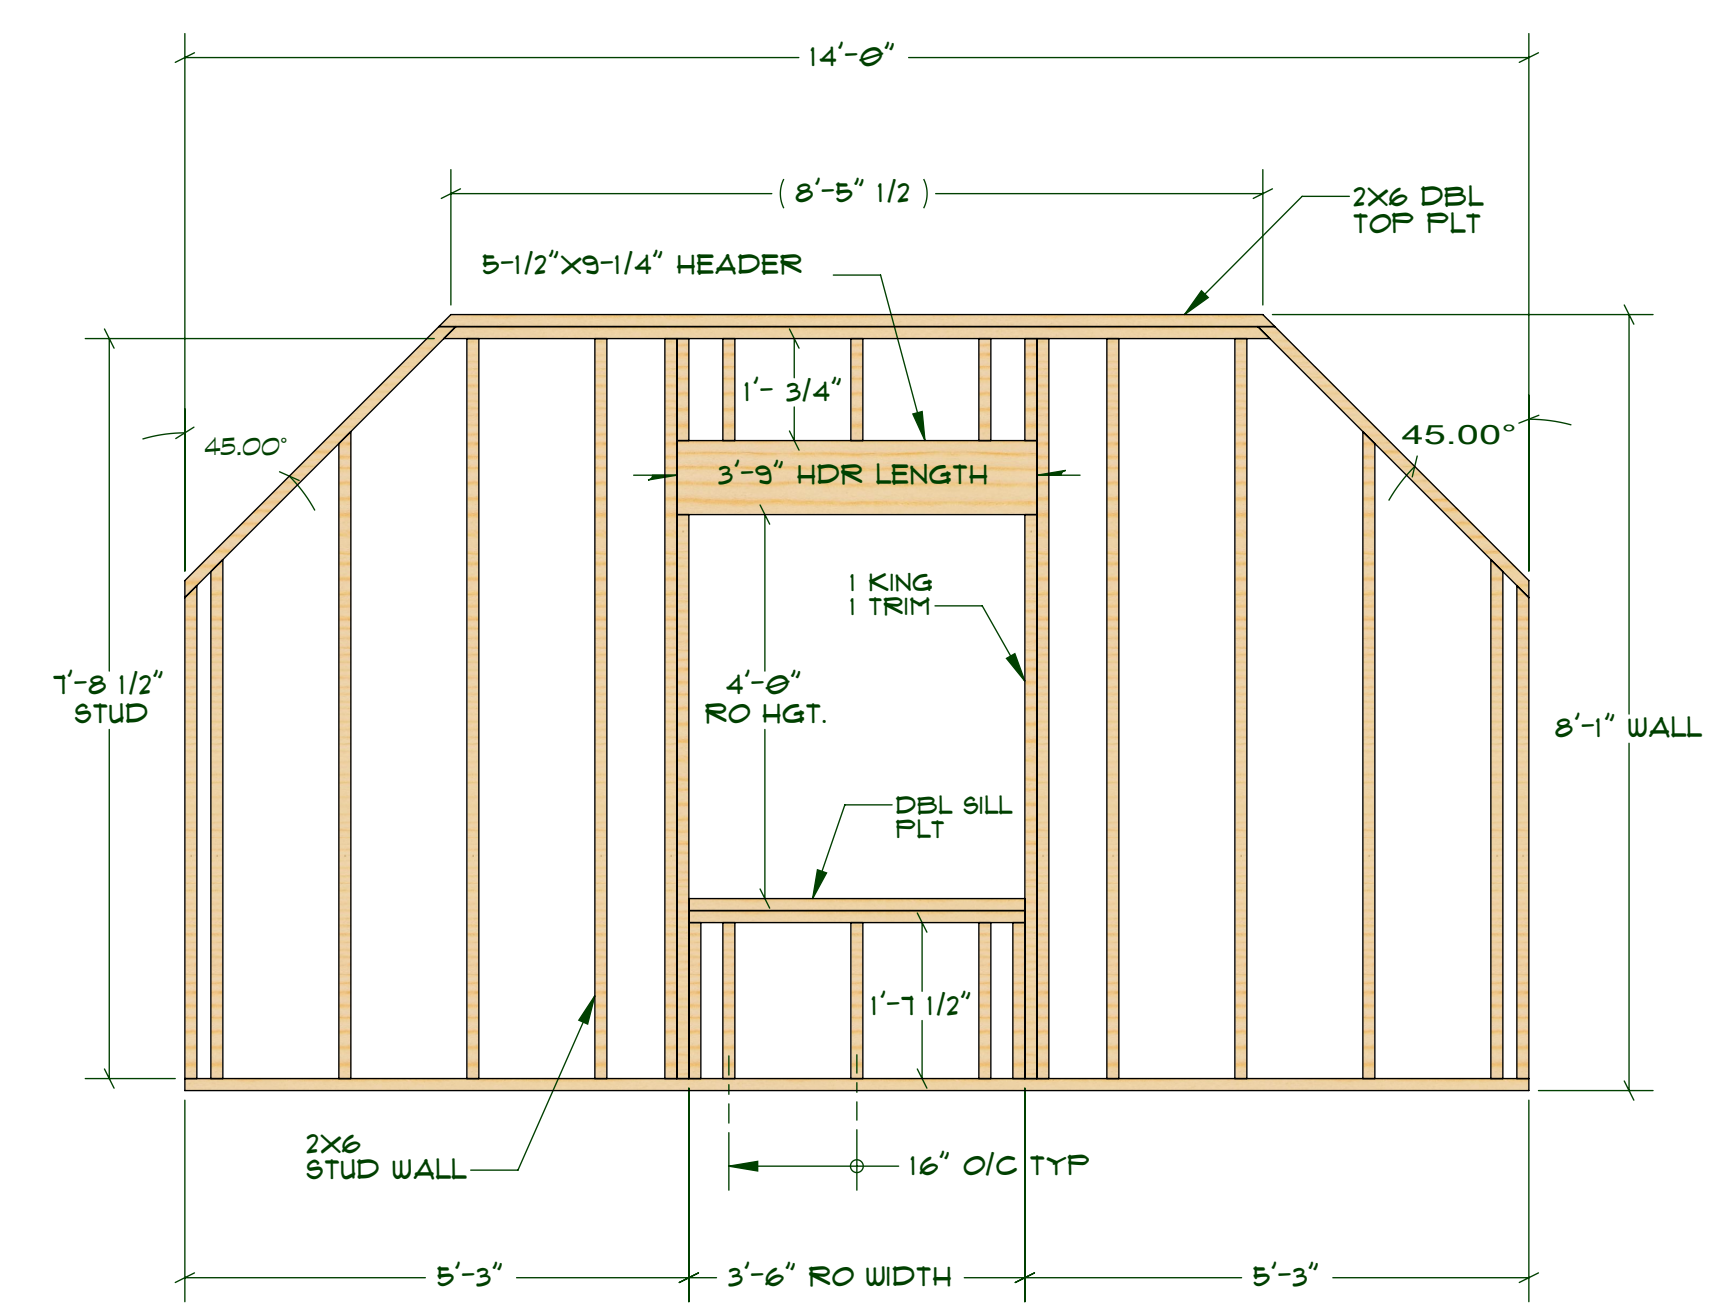 14'-0"
( 8'-5" 1/2 )
2X6 DBL
TOP PLT
5-1/2"X9-1/4" HEADER
1'- 3/4"
45.00°
45.00°
3'-9" HDR LENGTH
1 KING
1 TRIM
7'-8 1/2"
STUD
4'-0"
RO HGT.
8'-1" WALL
DBL SILL
PLT
1'-7 1/2"
2X6
STUD WALL
16" O/C TYP
5'-3"
3'-6" RO WIDTH
5'-3"